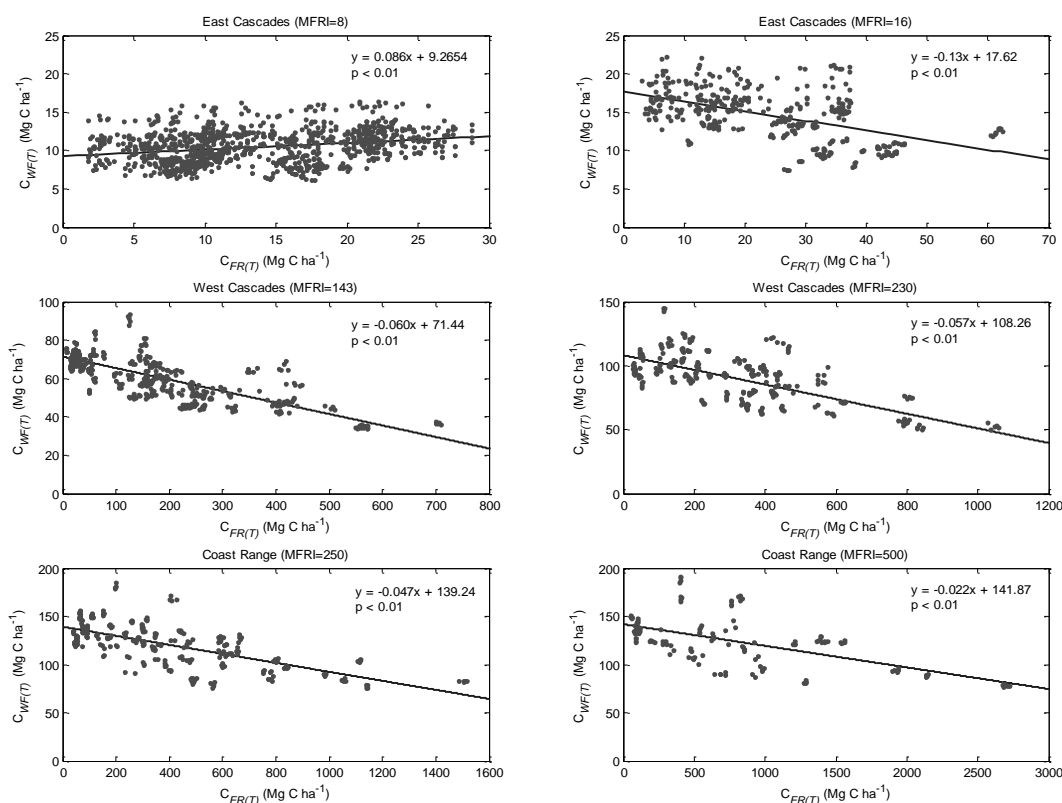 East Cascades (MFRI=8)
25
20
15
10
5
0
C_WF(T) (Mg C ha⁻¹)
y = 0.086x + 9.2654
p < 0.01
0 5 10 15 20 25 30
C_FR(T) (Mg C ha⁻¹)
East Cascades (MFRI=16)
25
20
15
10
5
0
C_WF(T) (Mg C ha⁻¹)
y = -0.13x + 17.62
p < 0.01
0 10 20 30 40 50 60 70
C_FR(T) (Mg C ha⁻¹)
West Cascades (MFRI=143)
100
80
60
40
20
0
C_WF(T) (Mg C ha⁻¹)
y = -0.060x + 71.44
p < 0.01
0 100 200 300 400 500 600 700 800
C_FR(T) (Mg C ha⁻¹)
West Cascades (MFRI=230)
150
100
50
0
C_WF(T) (Mg C ha⁻¹)
y = -0.057x + 108.26
p < 0.01
0 200 400 600 800 1000 1200
C_FR(T) (Mg C ha⁻¹)
Coast Range (MFRI=250)
200
150
100
50
0
C_WF(T) (Mg C ha⁻¹)
y = -0.047x + 139.24
p < 0.01
0 200 400 600 800 1000 1200 1400 1600
C_FR(T) (Mg C ha⁻¹)
Coast Range (MFRI=500)
200
150
100
50
0
C_WF(T) (Mg C ha⁻¹)
y = -0.022x + 141.87
p < 0.01
0 500 1000 1500 2000 2500 3000
C_FR(T) (Mg C ha⁻¹)